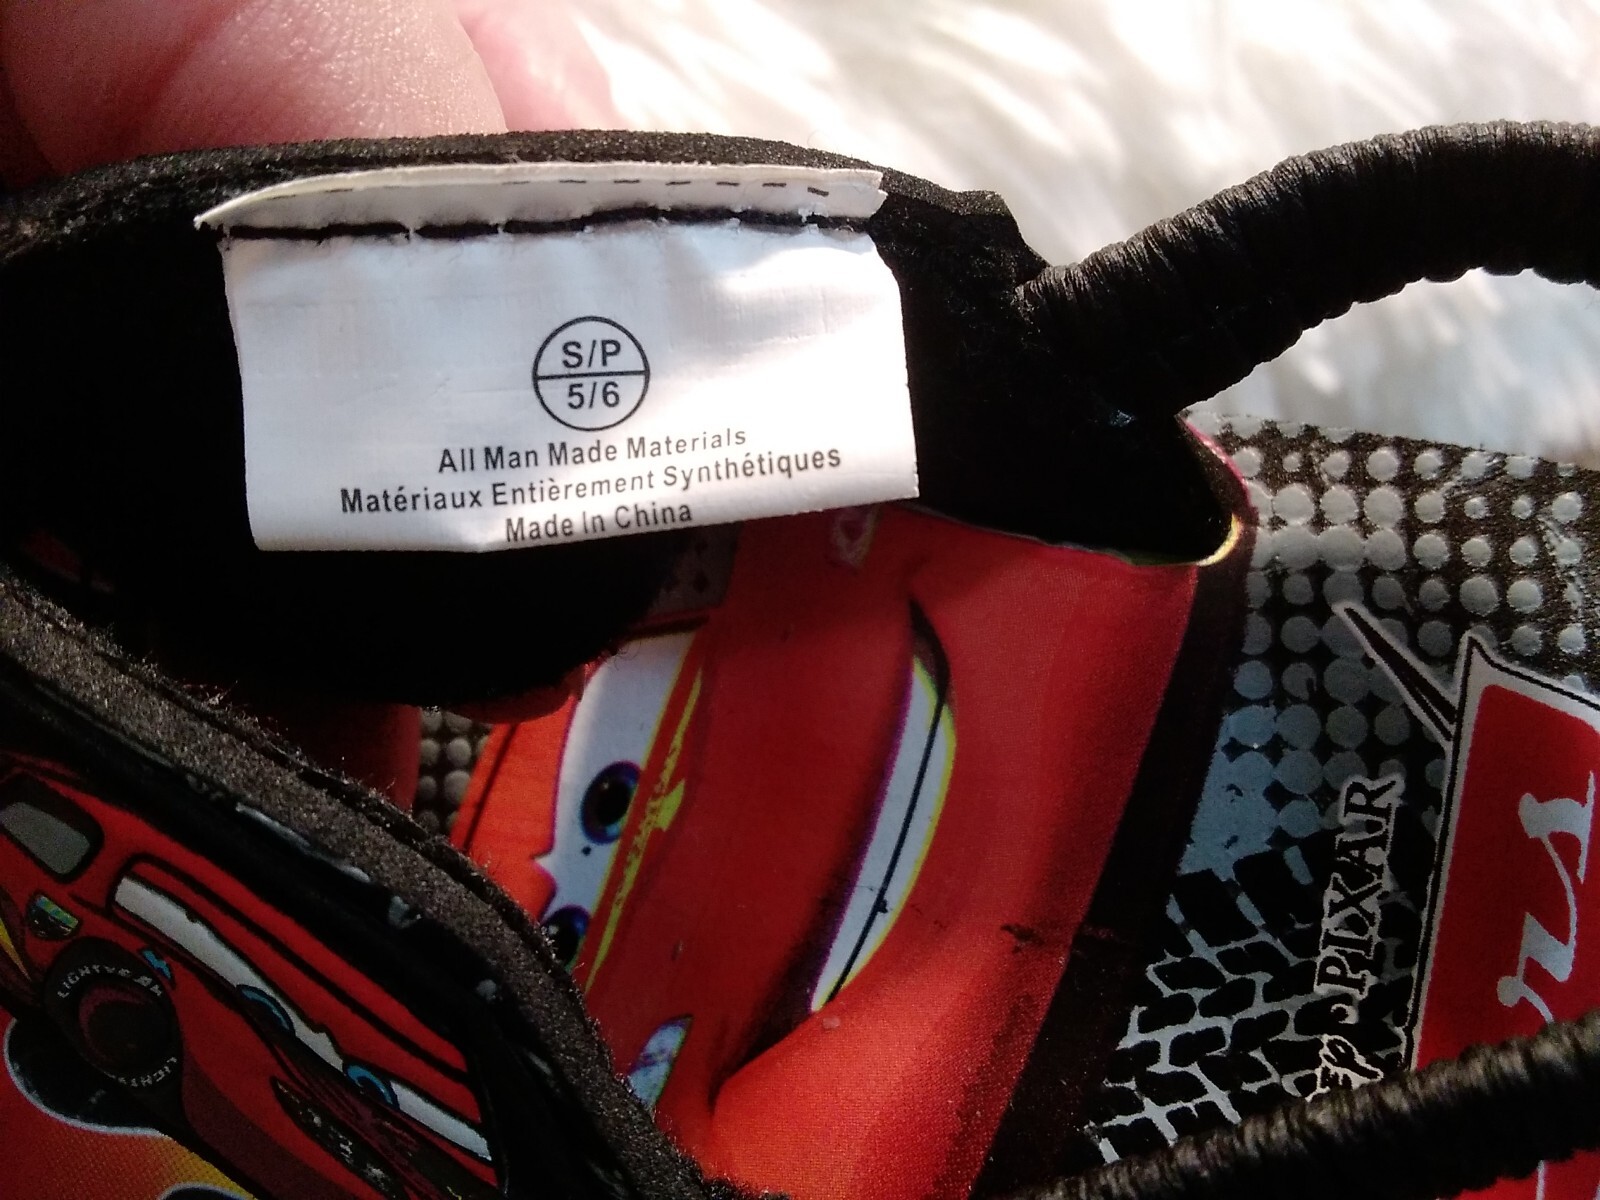 S/P
5/6
All Man Made Materials
Matériaux Entièrement Synthétiques
Made In China
PIXAR